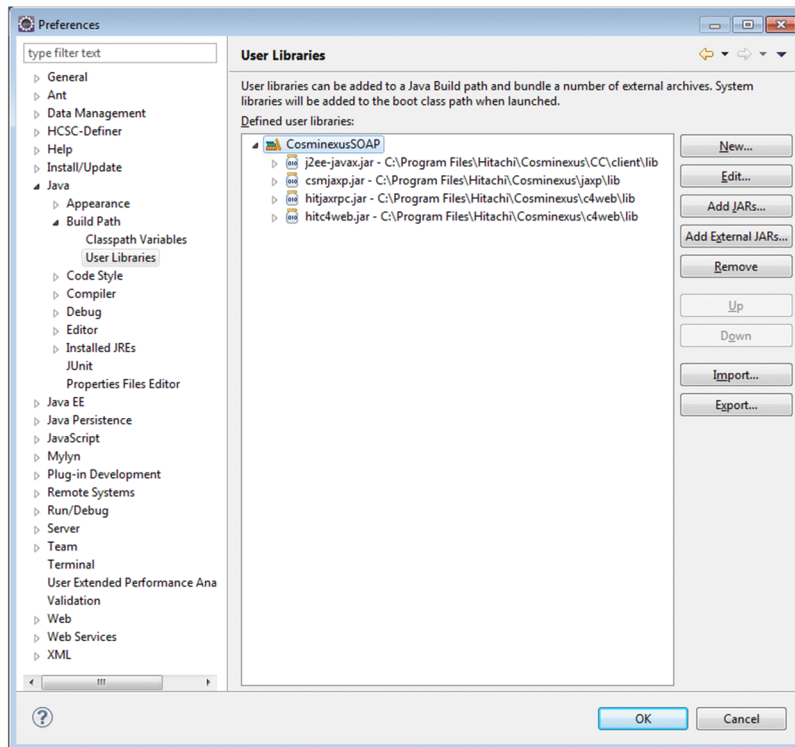 Preferences
type filter text
General
Ant
Data Management
HCSC-Definer
Help
Install/Update
Java
Appearance
Build Path
Classpath Variables
User Libraries
Code Style
Compiler
Debug
Editor
Installed JREs
JUnit
Properties Files Editor
Java EE
Java Persistence
JavaScript
Mylyn
Plug-in Development
Remote Systems
Run/Debug
Server
Team
Terminal
User Extended Performance Ana
Validation
Web
Web Services
XML
User Libraries
User libraries can be added to a Java Build path and bundle a number of external archives. System
libraries will be added to the boot class path when launched.
Defined user libraries:
CosminexusSOAP
j2ee-javax.jar - C:\Program Files\Hitachi\Cosminexus\CC\client\lib
csmjaxp.jar - C:\Program Files\Hitachi\Cosminexus\jaxp\lib
hitjaxrpc.jar - C:\Program Files\Hitachi\Cosminexus\c4web\lib
hitc4web.jar - C:\Program Files\Hitachi\Cosminexus\c4web\lib
New...
Edit...
Add JARs...
Add External JARs...
Remove
Up
Down
Import...
Export...
OK
Cancel